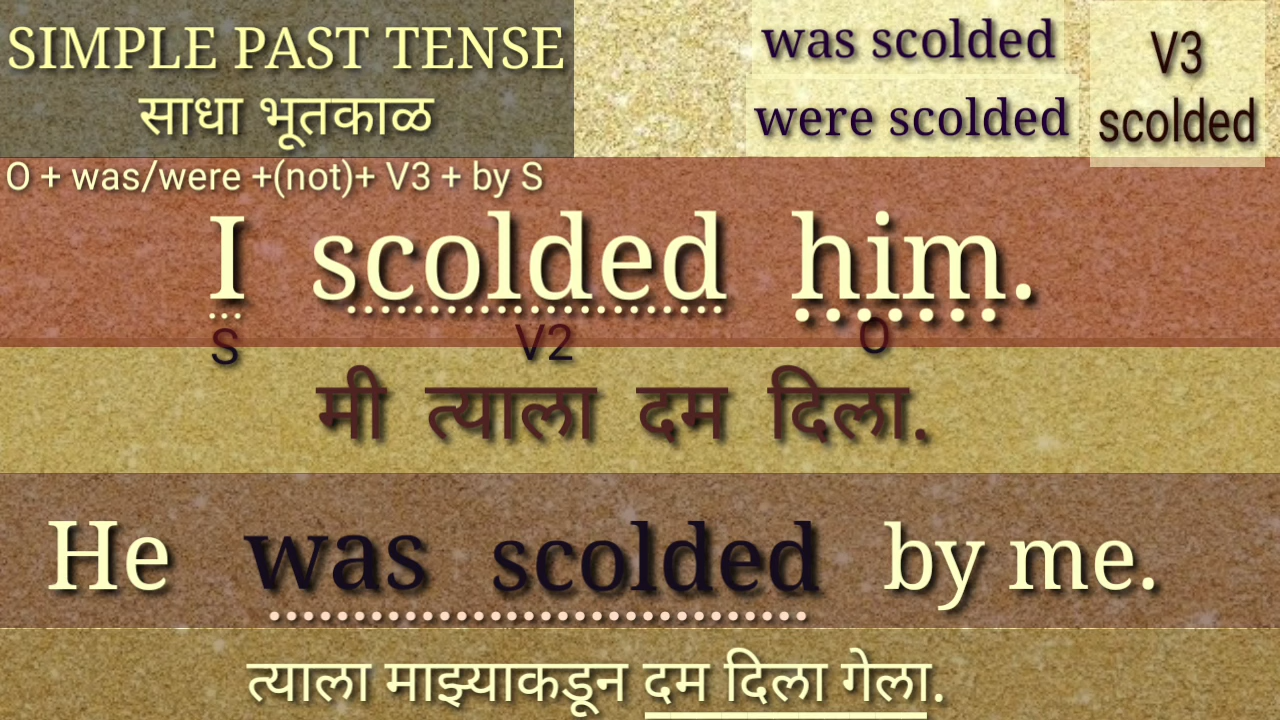 SIMPLE PAST TENSE
साधा भूतकाळ
was scolded
were scolded
V3
scolded
O + was/were +(not)+ V3 + by S
I scolded him.
S V2 O
मी त्याला दम दिला.
He was scolded by me.
त्याला माझ्याकडून दम दिला गेला.